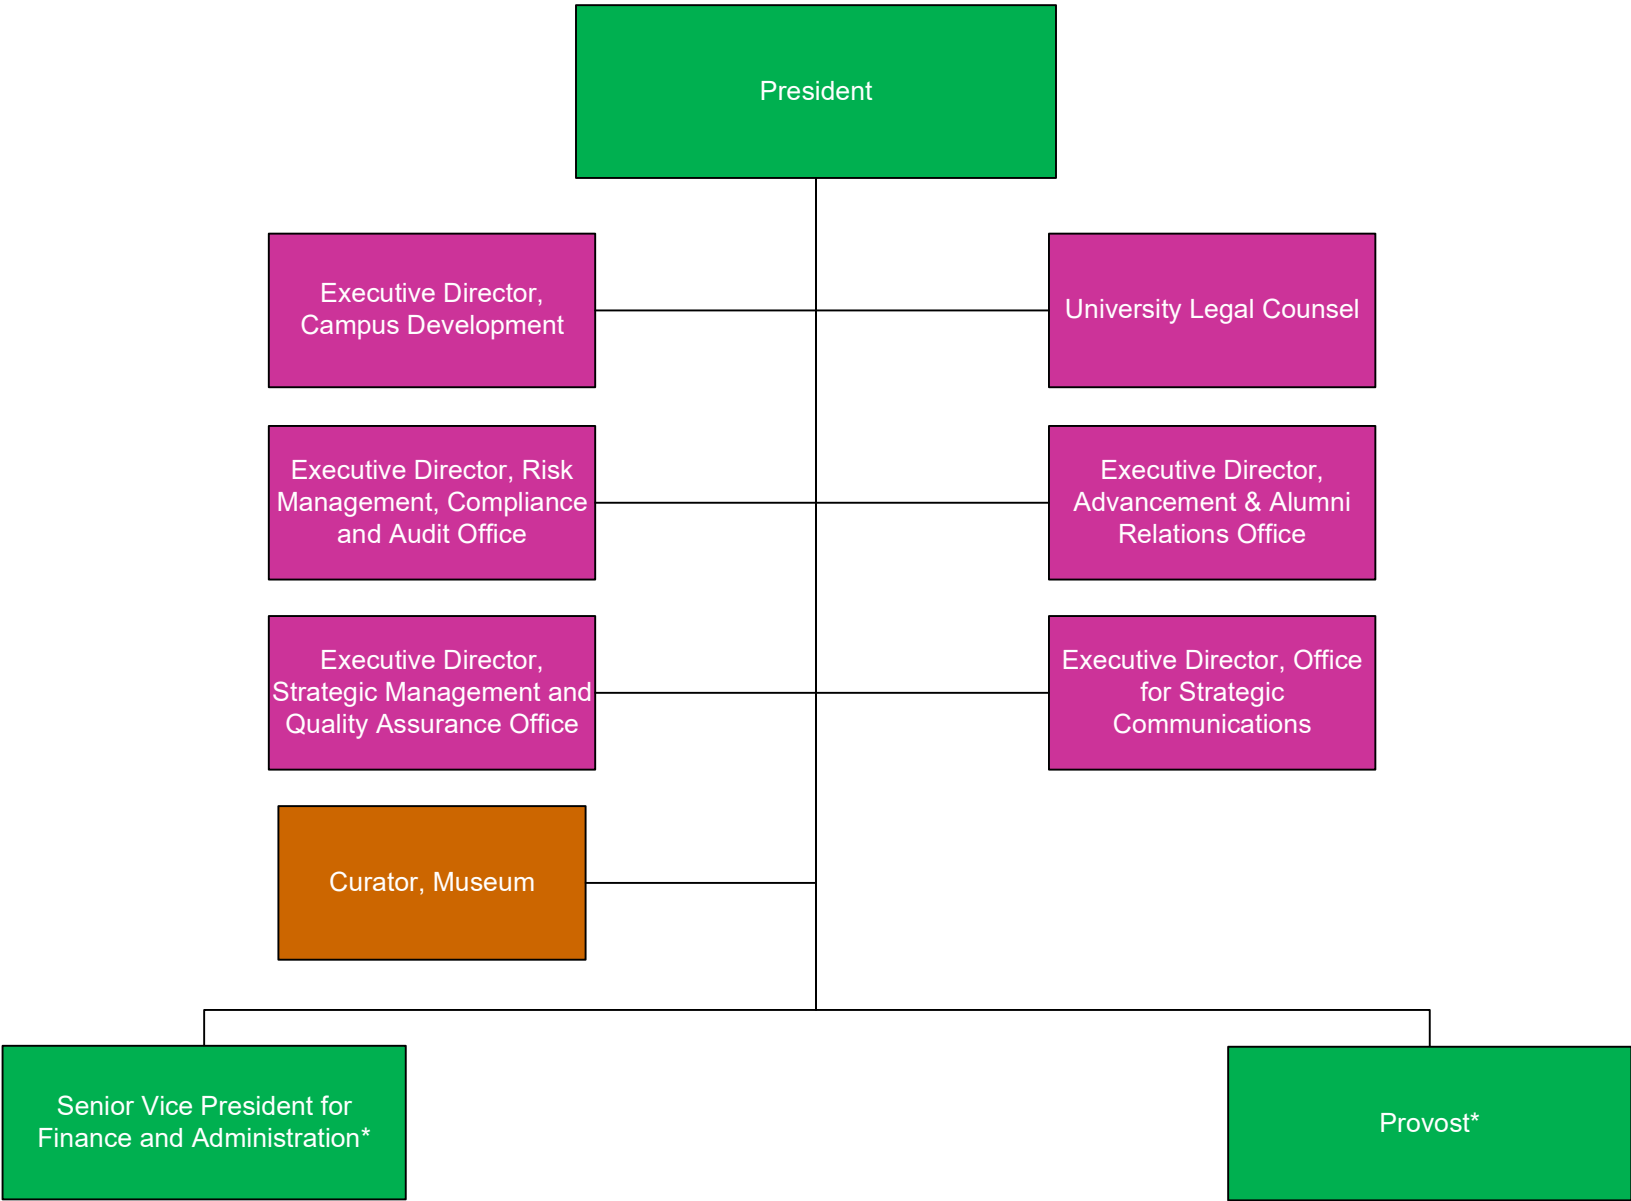 President
Executive Director,
Campus Development
University Legal Counsel
Executive Director, Risk
Management, Compliance
and Audit Office
Executive Director,
Advancement & Alumni
Relations Office
Executive Director,
Strategic Management and
Quality Assurance Office
Executive Director, Office
for Strategic
Communications
Curator, Museum
Senior Vice President for
Finance and Administration*
Provost*